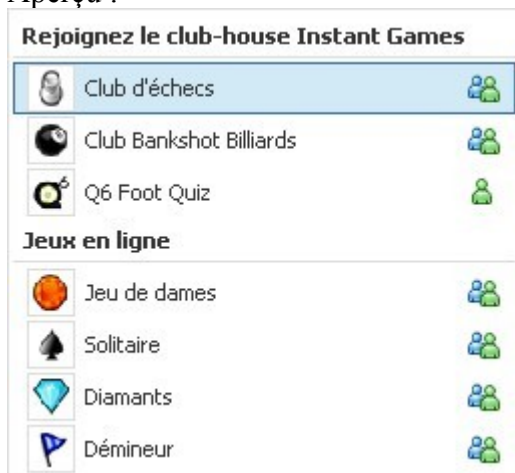 Aperçu :
Rejoignez le club-house Instant Games
Club d'échecs
Club Bankshot Billiards
Q6 Foot Quiz
Jeux en ligne
Jeu de dames
Solitaire
Diamants
Démineur